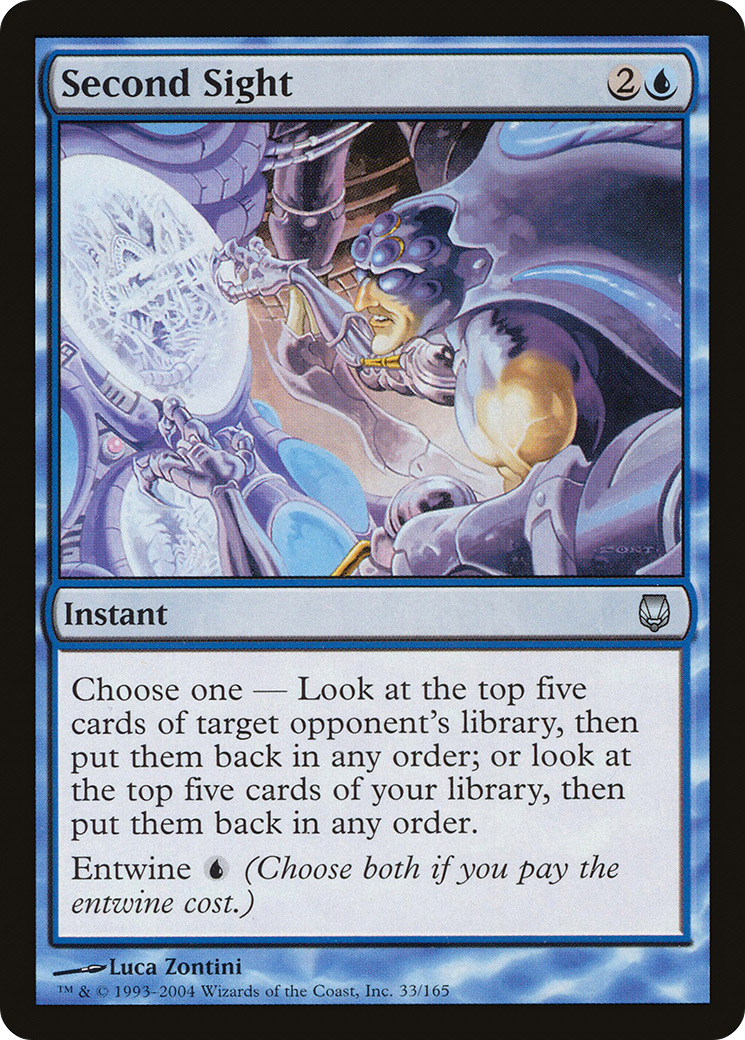 Second Sight 2
ZONT.
Instant
Choose one — Look at the top five
cards of target opponent's library, then
put them back in any order; or look at
the top five cards of your library, then
put them back in any order.
Entwine (Choose both if you pay the
entwine cost.)
Luca Zontini
™ & © 1993–2004 Wizards of the Coast, Inc. 33/165